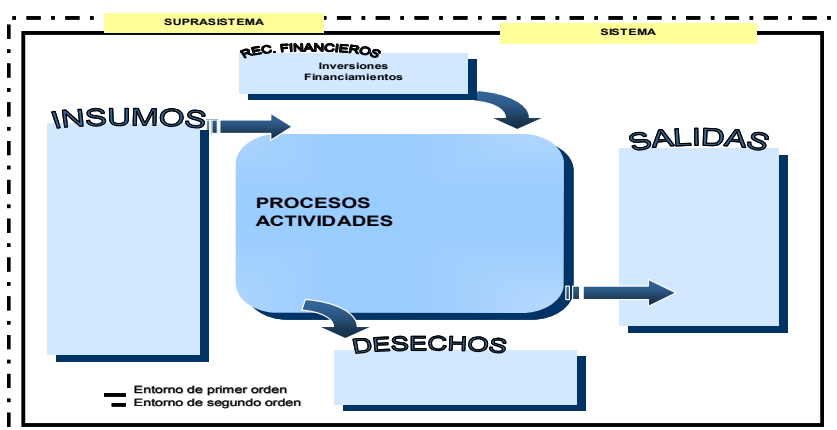 SUPRASISTEMA
SISTEMA
REC. FINANCIEROS
Inversiones
Financiamientos
INSUMOS
SALIDAS
PROCESOS
ACTIVIDADES
DESECHOS
Entorno de primer orden
Entorno de segundo orden